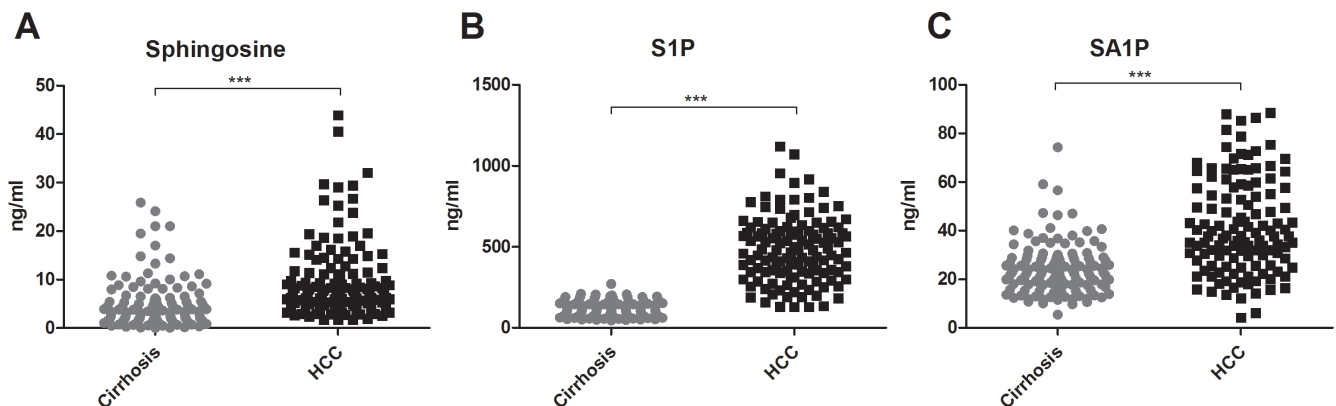 A
Sphingosine
***
50
40
30
20
10
0
ng/ml
Cirrhosis
HCC
B
S1P
***
1500
1000
500
0
ng/ml
Cirrhosis
HCC
C
SA1P
***
100
80
60
40
20
0
ng/ml
Cirrhosis
HCC